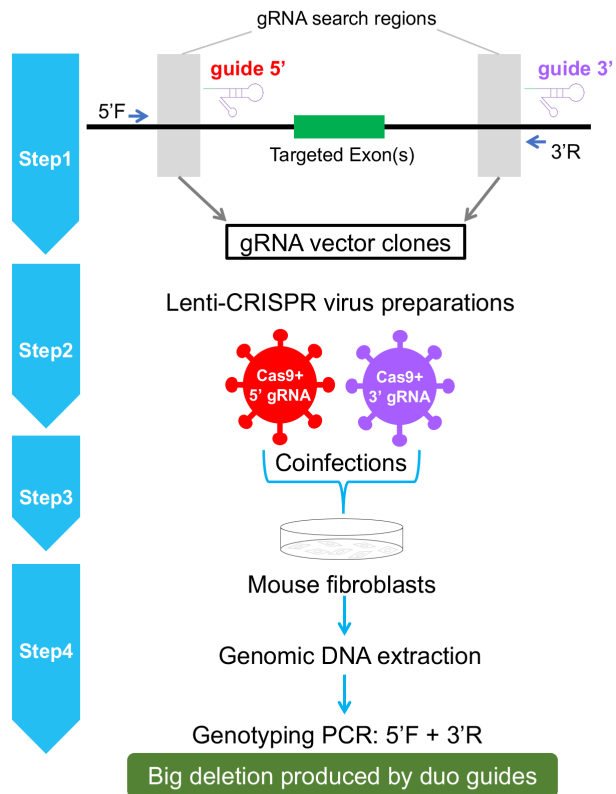 gRNA search regions
guide 5’
guide 3’
5’F
Step1
Targeted Exon(s)
3’R
gRNA vector clones
Lenti-CRISPR virus preparations
Step2
Cas9+
5’ gRNA
Cas9+
3’ gRNA
Coinfections
Step3
Mouse fibroblasts
Step4
Genomic DNA extraction
Genotyping PCR: 5’F + 3’R
Big deletion produced by duo guides